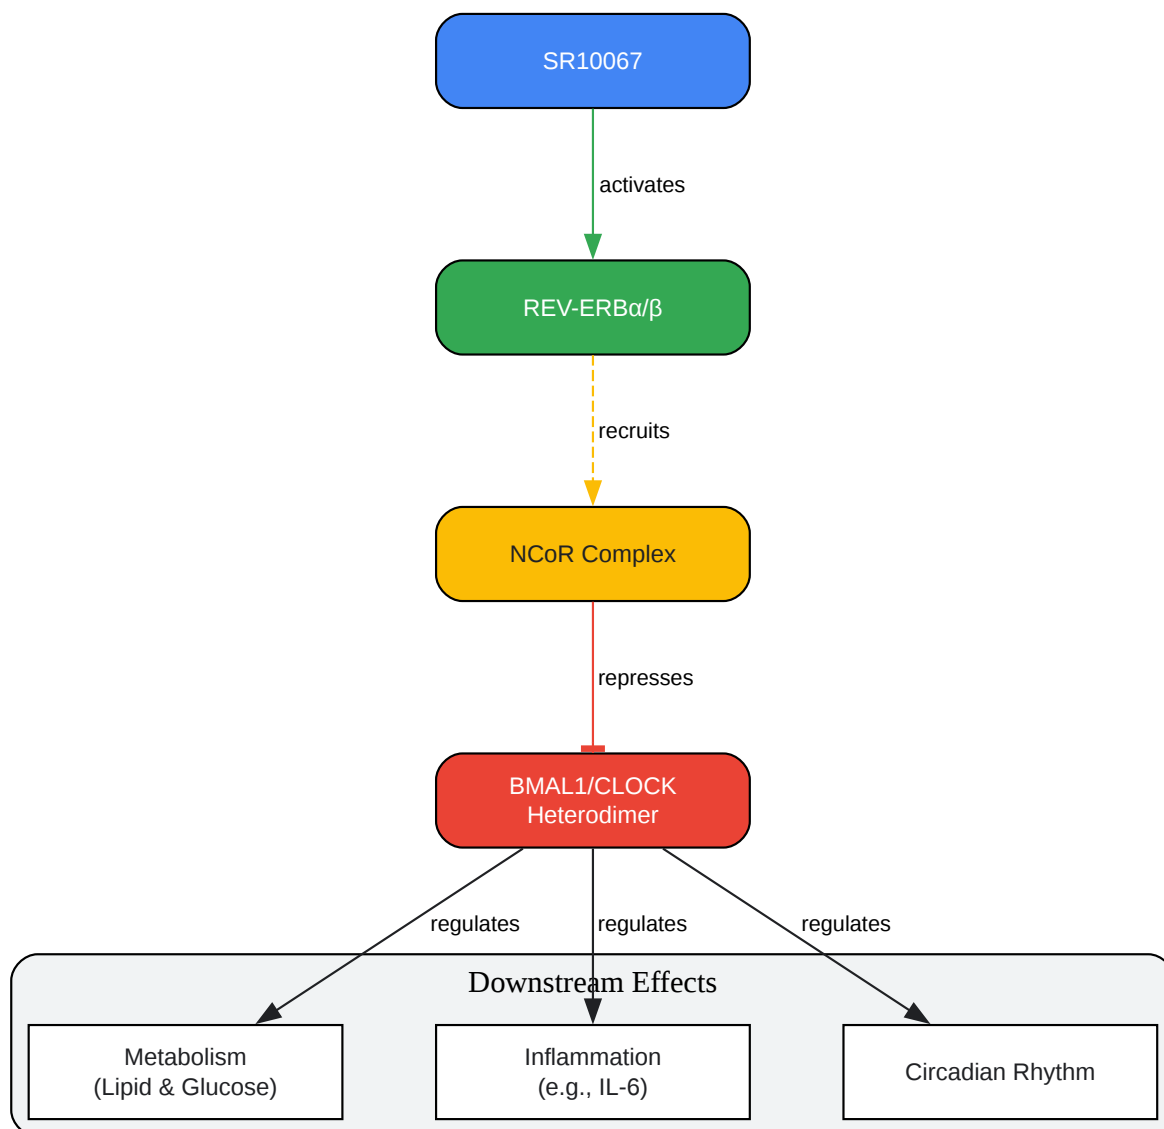 SR10067
activates
REV-ERBα/β
recruits
NCoR Complex
represses
BMAL1/CLOCK
Heterodimer
regulates
regulates
regulates
Downstream Effects
Metabolism
(Lipid & Glucose)
Inflammation
(e.g., IL-6)
Circadian Rhythm